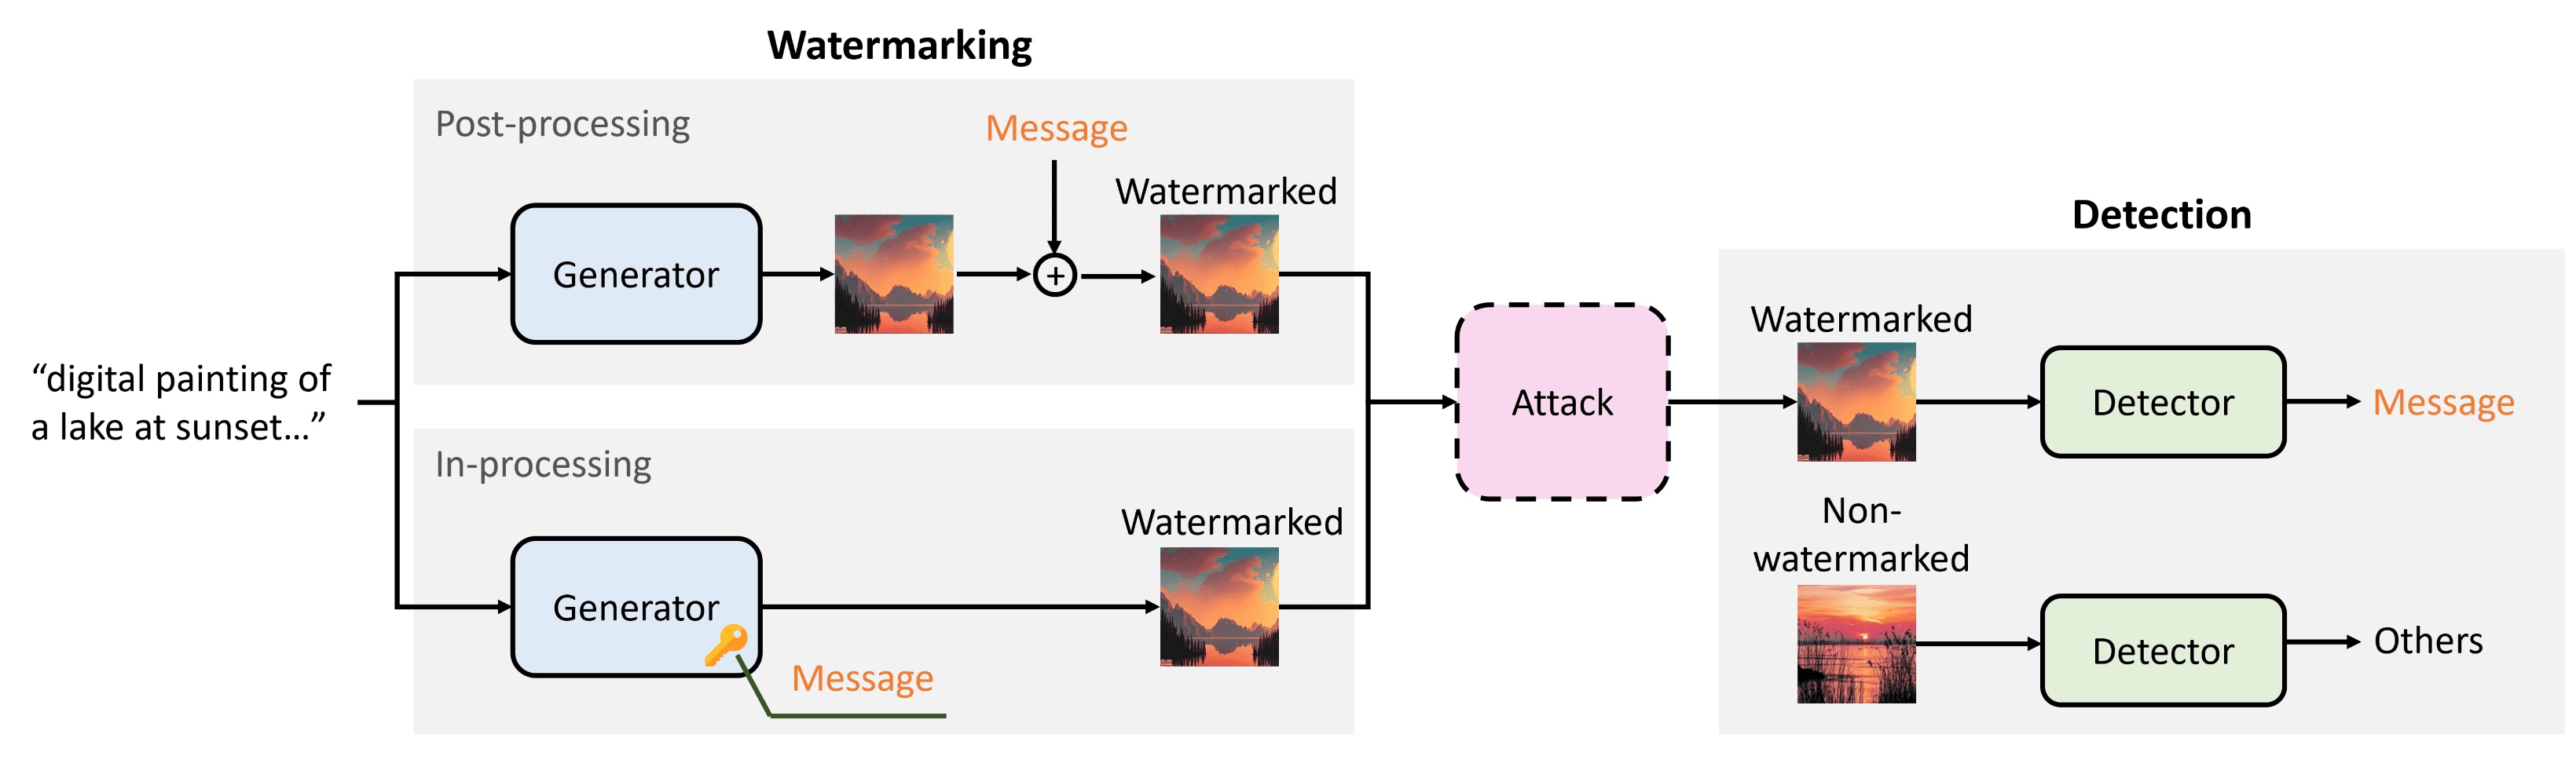 Watermarking
Post-processing
Message
Watermarked
Generator
+
“digital painting of
a lake at sunset...”
In-processing
Watermarked
Generator
Message
Attack
Detection
Watermarked
Detector
Message
Non-
watermarked
Detector
Others